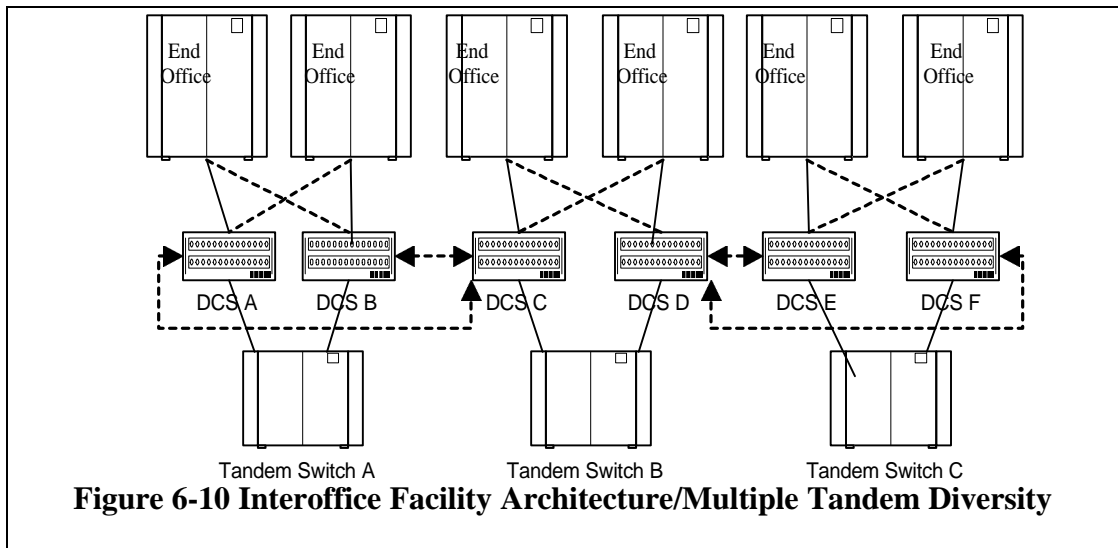 End Office
End Office
End Office
End Office
End Office
End Office
DCS A
DCS B
DCS C
DCS D
DCS E
DCS F
Tandem Switch A
Tandem Switch B
Tandem Switch C
Figure 6-10 Interoffice Facility Architecture/Multiple Tandem Diversity